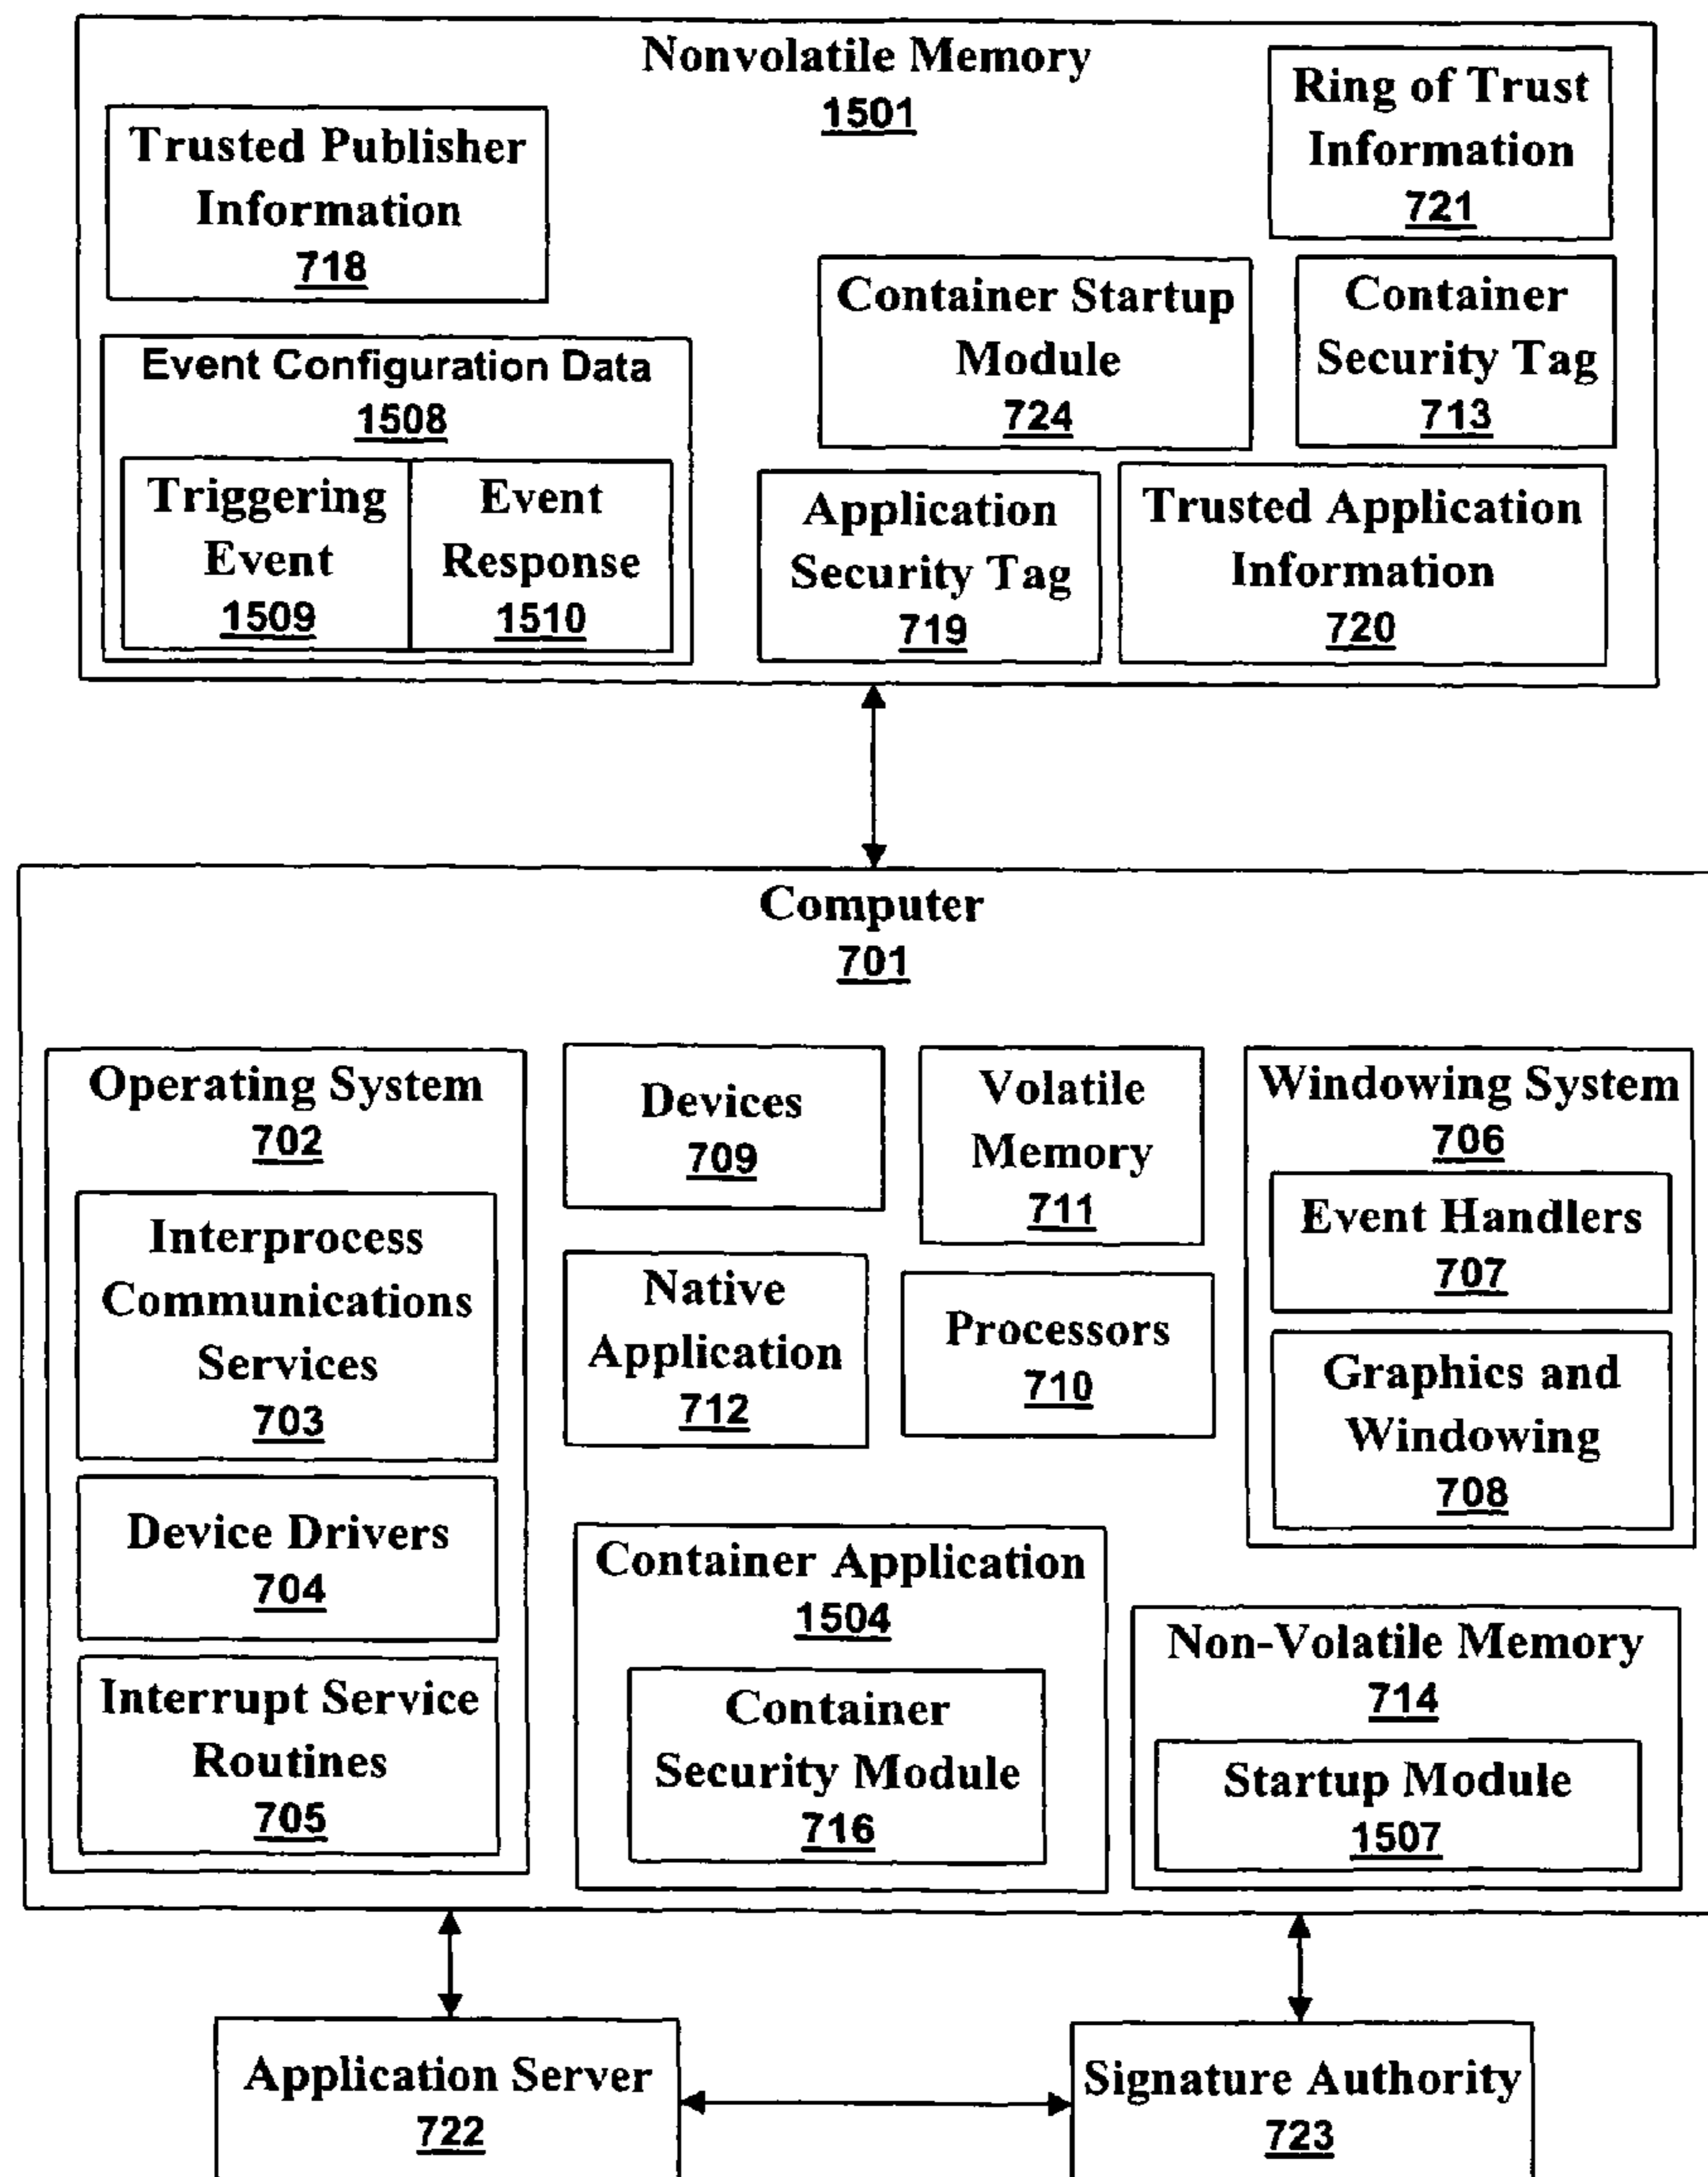 Nonvolatile Memory
1501
Trusted Publisher
Information
718
Ring of Trust
Information
721
Container Startup
Module
724
Container
Security Tag
713
Event Configuration Data
1508
Triggering
Event
1509
Event
Response
1510
Application
Security Tag
719
Trusted Application
Information
720
Computer
701
Operating System
702
Interprocess
Communications
Services
703
Device Drivers
704
Interrupt Service
Routines
705
Devices
709
Volatile
Memory
711
Native
Application
712
Processors
710
Windowing System
706
Event Handlers
707
Graphics and
Windowing
708
Container Application
1504
Container
Security Module
716
Non-Volatile Memory
714
Startup Module
1507
Application Server
722
Signature Authority
723